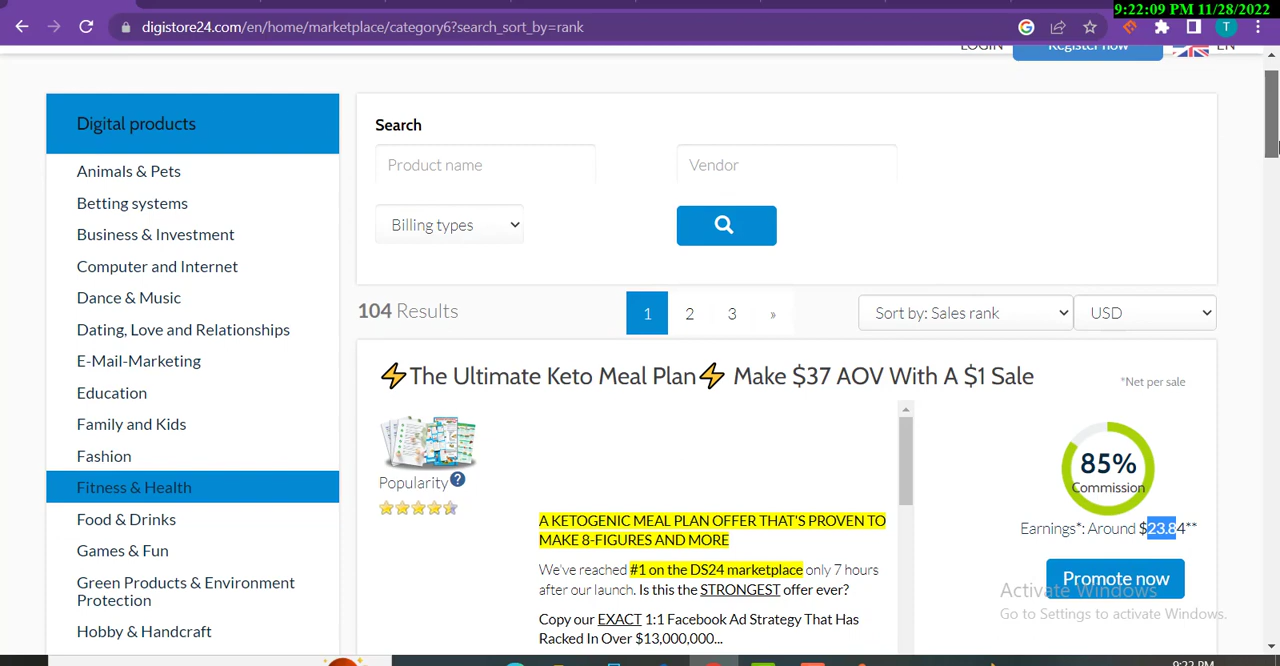 9:22:09 PM 11/28/2022
digistore24.com/en/home/marketplace/category6?search_sort_by=rank
T
LOGIN
Register now
EN
Digital products
Animals & Pets
Betting systems
Business & Investment
Computer and Internet
Dance & Music
Dating, Love and Relationships
E-Mail-Marketing
Education
Family and Kids
Fashion
Fitness & Health
Food & Drinks
Games & Fun
Green Products & Environment
Protection
Hobby & Handcraft
Search
Product name
Vendor
Billing types
104 Results
1 2 3 »
Sort by: Sales rank
USD
⚡The Ultimate Keto Meal Plan⚡ Make $37 AOV With A $1 Sale
*Net per sale
Popularity
?
A KETOGENIC MEAL PLAN OFFER THAT'S PROVEN TO
MAKE 8-FIGURES AND MORE
We've reached #1 on the DS24 marketplace only 7 hours
after our launch. Is this the STRONGEST offer ever?
Copy our EXACT 1:1 Facebook Ad Strategy That Has
Racked In Over $13,000,000...
85%
Commission
Earnings*: Around $23.84**
Promote now
Activate Windows
Go to Settings to activate Windows.
9:22 PM